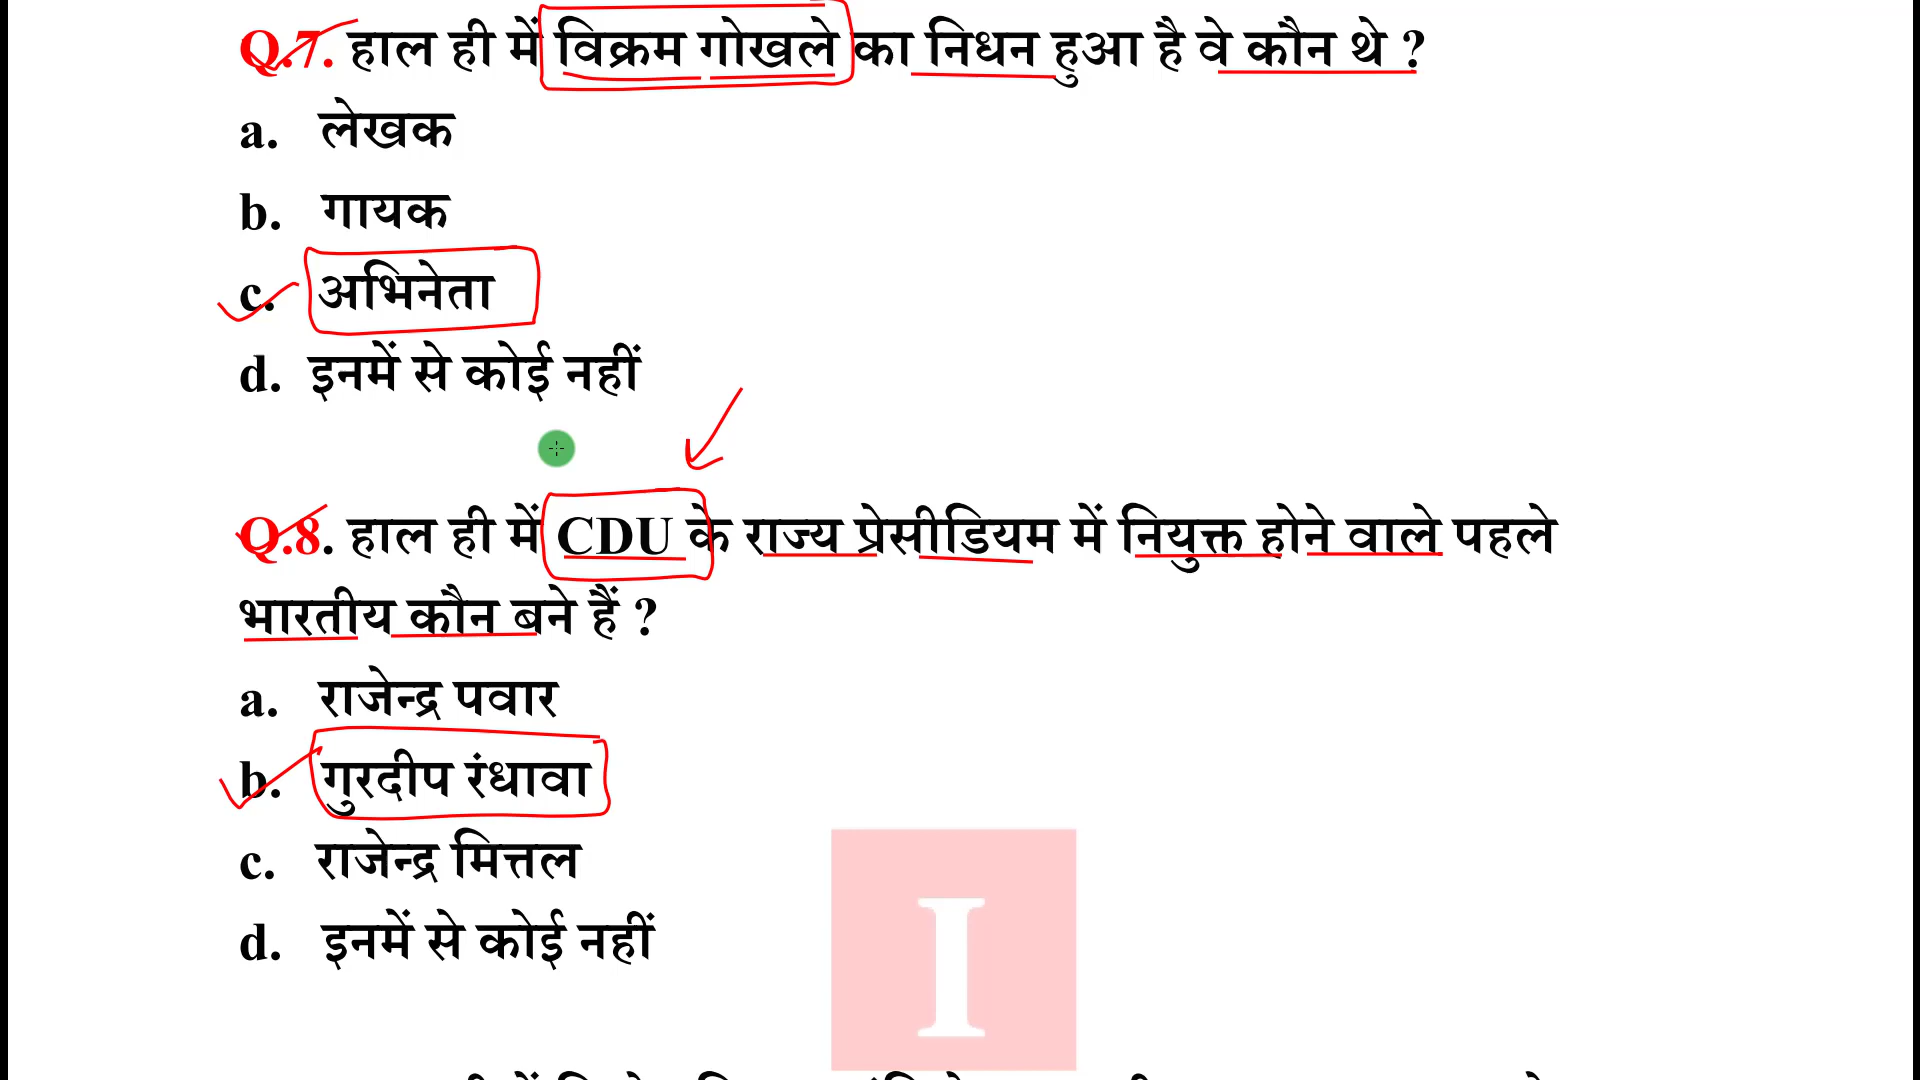 Q.7. हाल ही में विक्रम गोखले का निधन हुआ है वे कौन थे ?
a. लेखक
b. गायक
c. अभिनेता
d. इनमें से कोई नहीं
Q.8. हाल ही में CDU के राज्य प्रेसीडियम में नियुक्त होने वाले पहले
भारतीय कौन बने हैं ?
a. राजेन्द्र पवार
b. गुरदीप रंधावा
c. राजेन्द्र मित्तल
d. इनमें से कोई नहीं
I